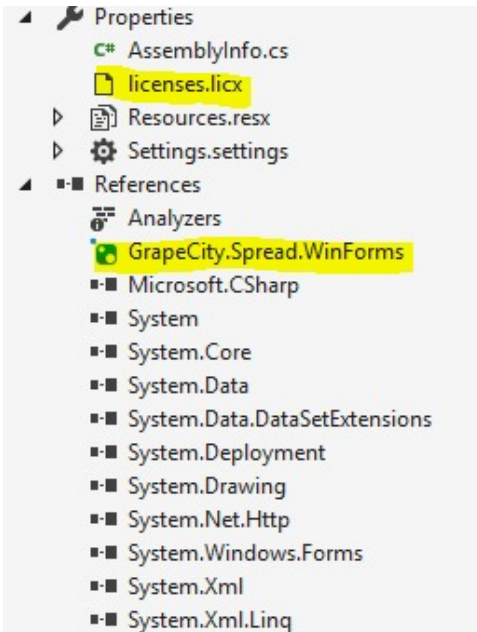 Properties
C# AssemblyInfo.cs
licenses.licx
Resources.resx
Settings.settings
References
Analyzers
GrapeCity.Spread.WinForms
Microsoft.CSharp
System
System.Core
System.Data
System.Data.DataSetExtensions
System.Deployment
System.Drawing
System.Net.Http
System.Windows.Forms
System.Xml
System.Xml.Linq